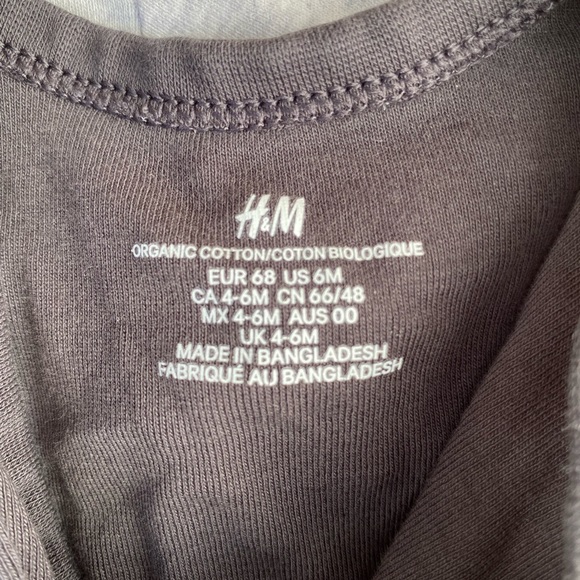 H&M
ORGANIC COTTON/COTON BIOLOGIQUE
EUR 68 US 6M
CA 4-6M CN 66/48
MX 4-6M AUS 00
UK 4-6M
MADE IN BANGLADESH
FABRIQUÉ AU BANGLADESH